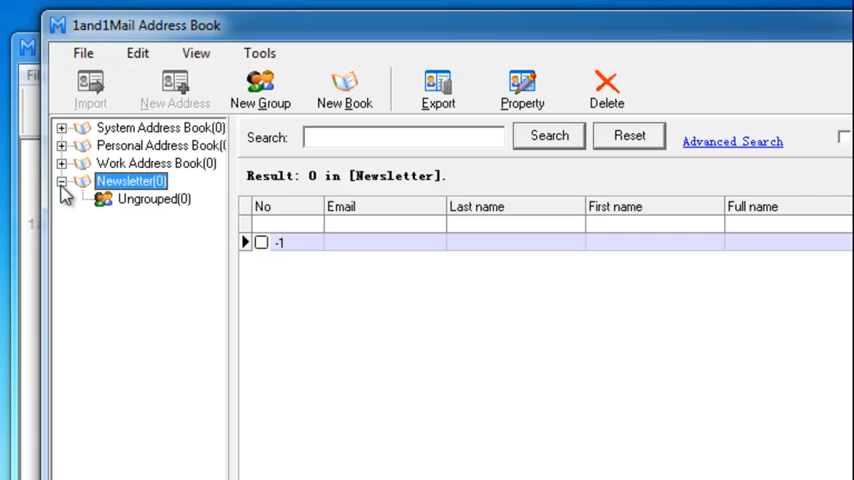 1and1Mail Address Book
File Edit View Tools
Import New Address New Group New Book Export Property Delete
System Address Book(0)
Personal Address Book(
Work Address Book(0)
Newsletter(0)
Ungrouped(0)
Search: Search Reset Advanced Search
Result: 0 in [Newsletter].
No Email Last name First name Full name
-1